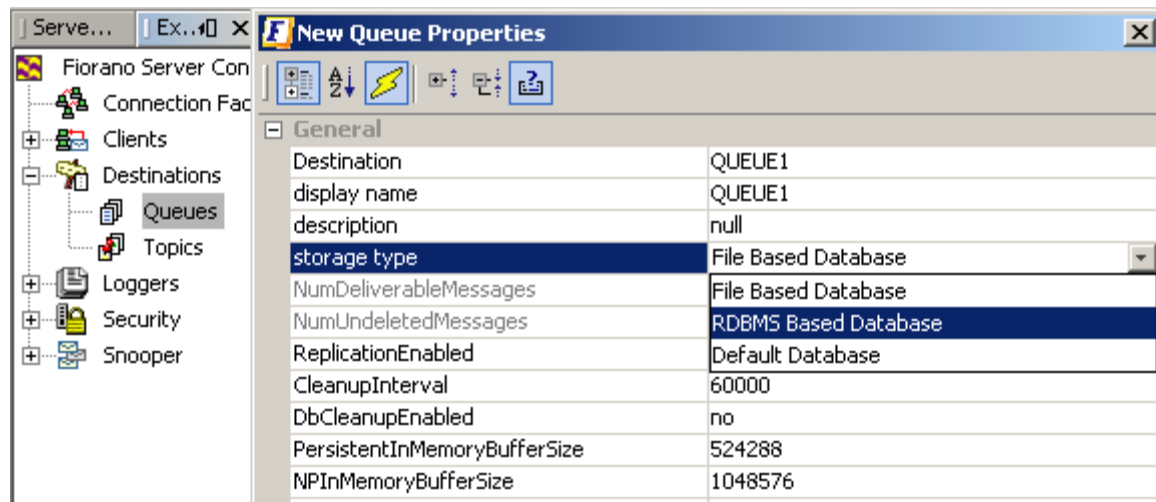 Serve... Ex..
Fiorano Server Con
Connection Fac
Clients
Destinations
Queues
Topics
Loggers
Security
Snooper
New Queue Properties
General
Destination QUEUE1
display name QUEUE1
description null
storage type File Based Database
NumDeliverableMessages File Based Database
NumUndeletedMessages RDBMS Based Database
ReplicationEnabled Default Database
CleanupInterval 60000
DbCleanupEnabled no
PersistentInMemoryBufferSize 524288
NPInMemoryBufferSize 1048576